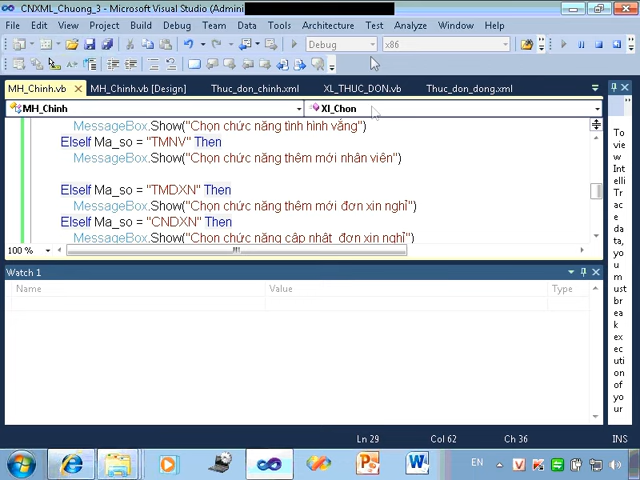 CNXML_Chuong_3 - Microsoft Visual Studio (Admini
File Edit View Project Build Debug Team Data Tools Architecture Test Analyze Window Help
Debug x86
MH_Chinh.vb MH_Chinh.vb [Design] Thuc_don_chinh.xml XL_THUC_DON.vb Thuc_don_dong.xml
MH_Chinh Xl_Chon
MessageBox.Show("Chọn chức năng tình hình vắng")
ElseIf Ma_so = "TMNV" Then
MessageBox.Show("Chọn chức năng thêm mới nhân viên")
ElseIf Ma_so = "TMDXN" Then
MessageBox.Show("Chọn chức năng thêm mới đơn xin nghỉ")
ElseIf Ma_so = "CNDXN" Then
MessageBox.Show("Chọn chức năng cập nhật đơn xin nghỉ")
100 %
Watch 1
Name Value Type
To
view
Intelli
Trac
e
data,
you
must
break
exec
ution
of
your
Ln 29 Col 62 Ch 36 INS
EN